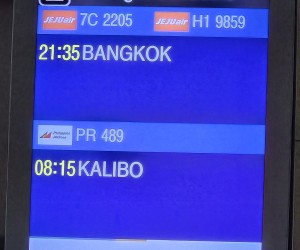 JEJUair 7C 2205 JEJUair H1 9859
21:35 BANGKOK
PR 489
08:15 KALIBO